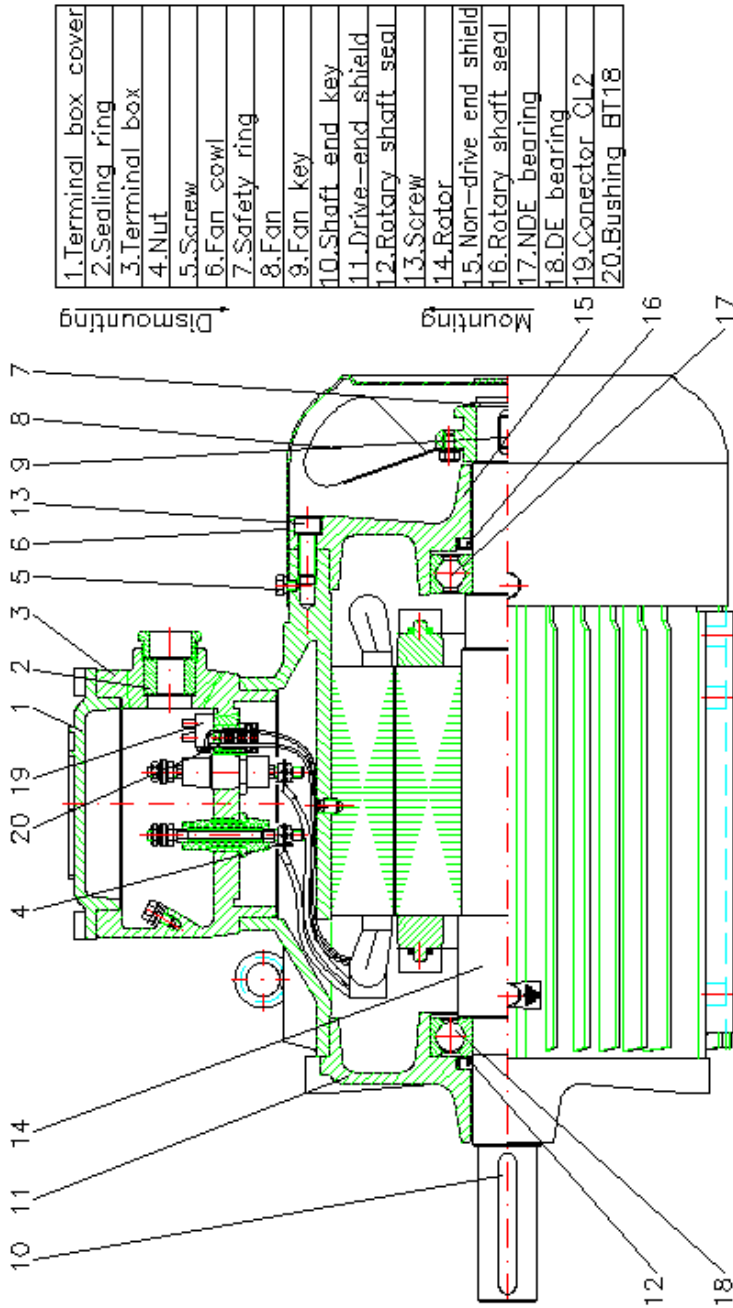 1.Terminal box cover
2.Sealing ring
3.Terminal box
4.Nut
5.Screw
6.Fan cowl
7.Safety ring
8.Fan
9.Fan key
10.Shaft end key
11.Drive-end shield
12.Rotary shaft seal
13.Screw
14.Rotor
15.Non-drive end shield
16.Rotary shaft seal
17.NDE bearing
18.DE bearing
19.Conector CL2
20.Bushing BT18
Dismounting
Mounting
10
11
14
4
20
19
1
2
3
5
6
13
9
8
7
12
18
15
16
17